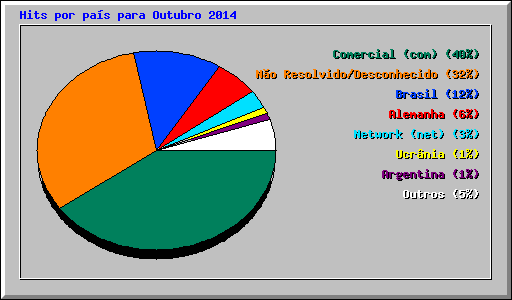 Hits por país para Outubro 2014
Comercial (com) (40%)
Não Resolvido/Desconhecido (32%)
Brasil (12%)
Alemanha (6%)
Network (net) (3%)
Ucrânia (1%)
Argentina (1%)
Outros (5%)